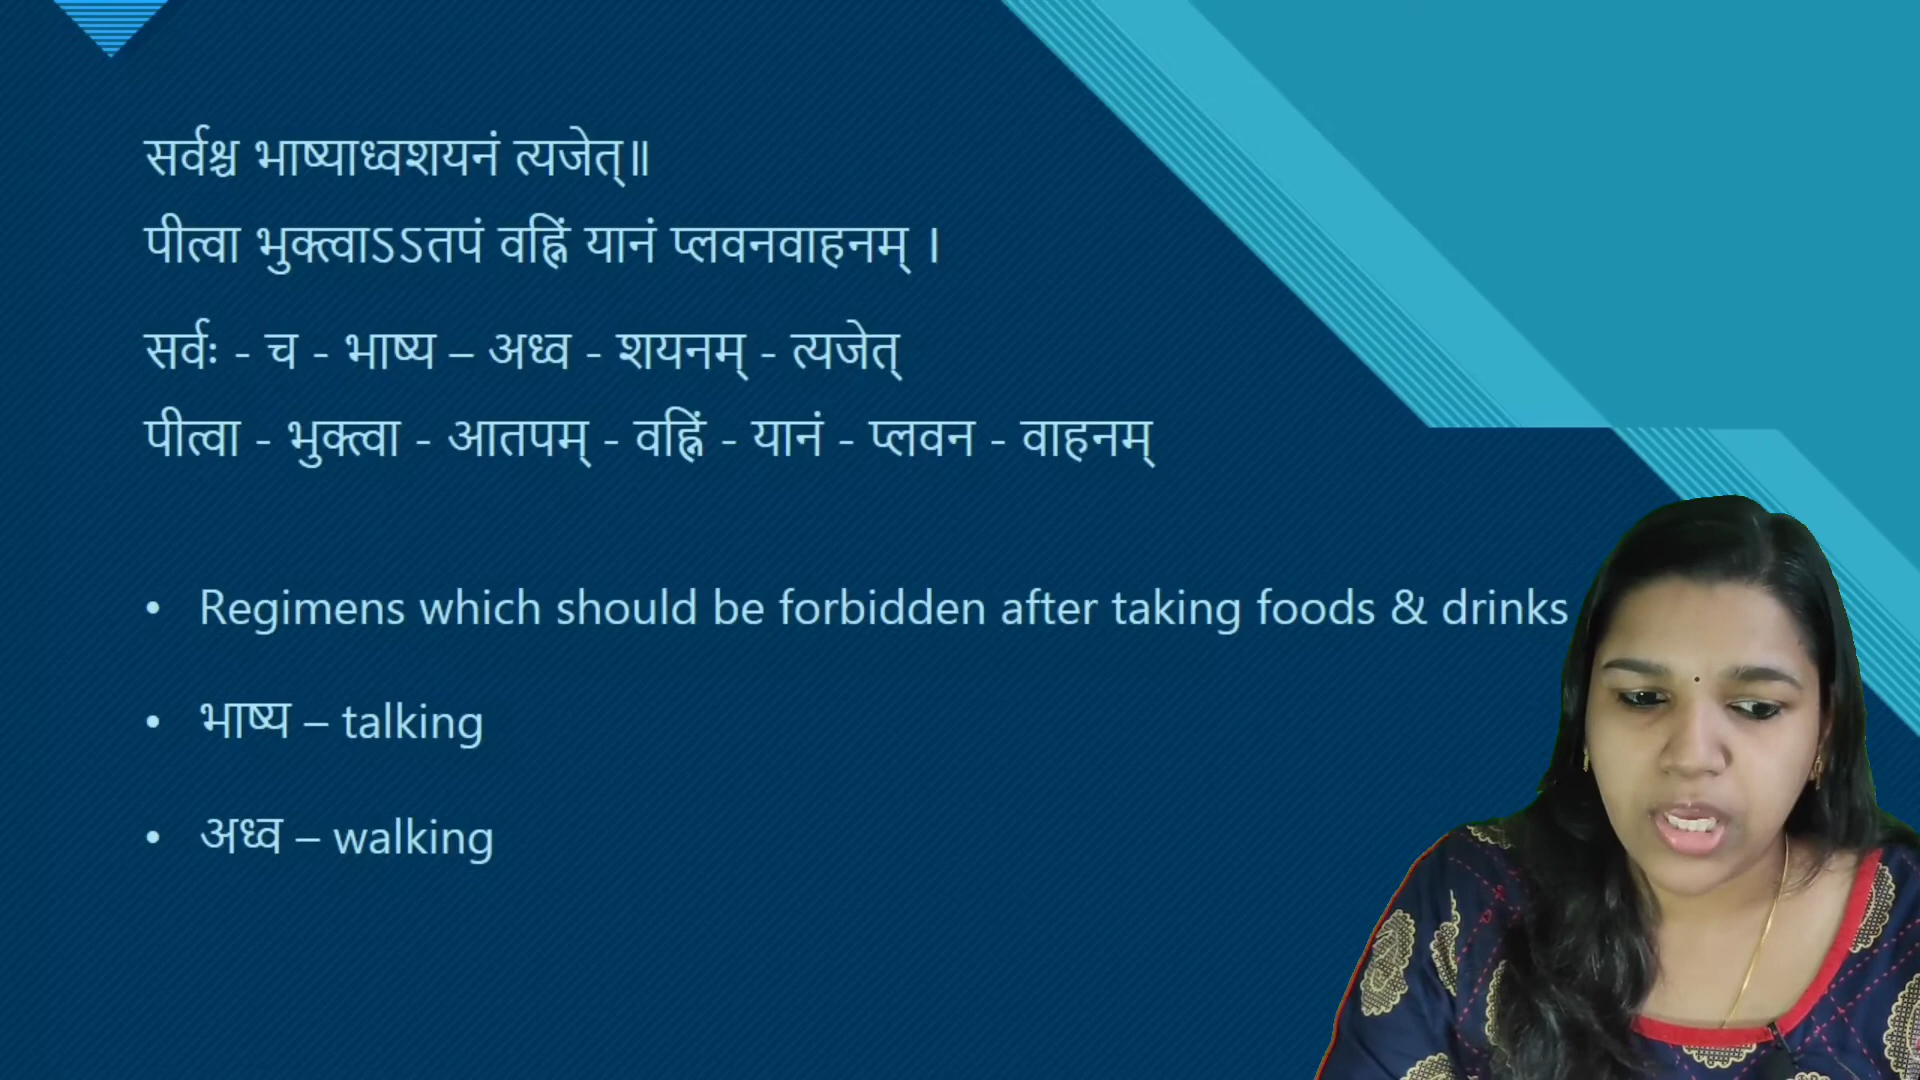 सर्वश्च भाष्याध्वशयनं त्यजेत्॥
पीत्वा भुक्त्वाऽऽतपं वह्निं यानं प्लवनवाहनम् ।
सर्वः - च - भाष्य – अध्व - शयनम् - त्यजेत्
पीत्वा - भुक्त्वा - आतपम् - वह्निं - यानं - प्लवन - वाहनम्
• Regimens which should be forbidden after taking foods & drinks
• भाष्य – talking
• अध्व – walking